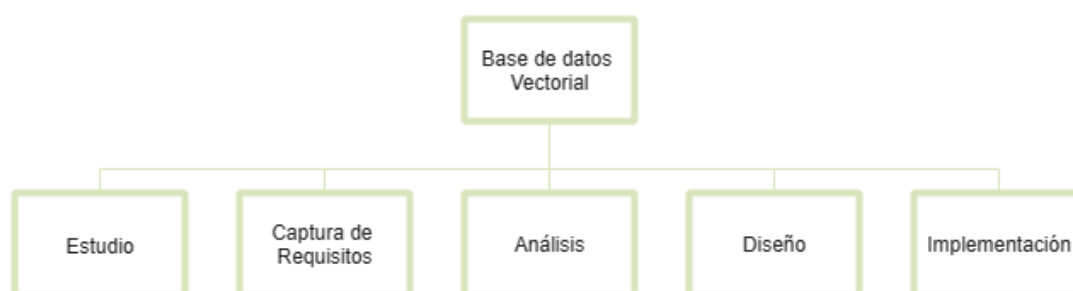 Base de datos
Vectorial
Estudio
Captura de
Requisitos
Análisis
Diseño
Implementación